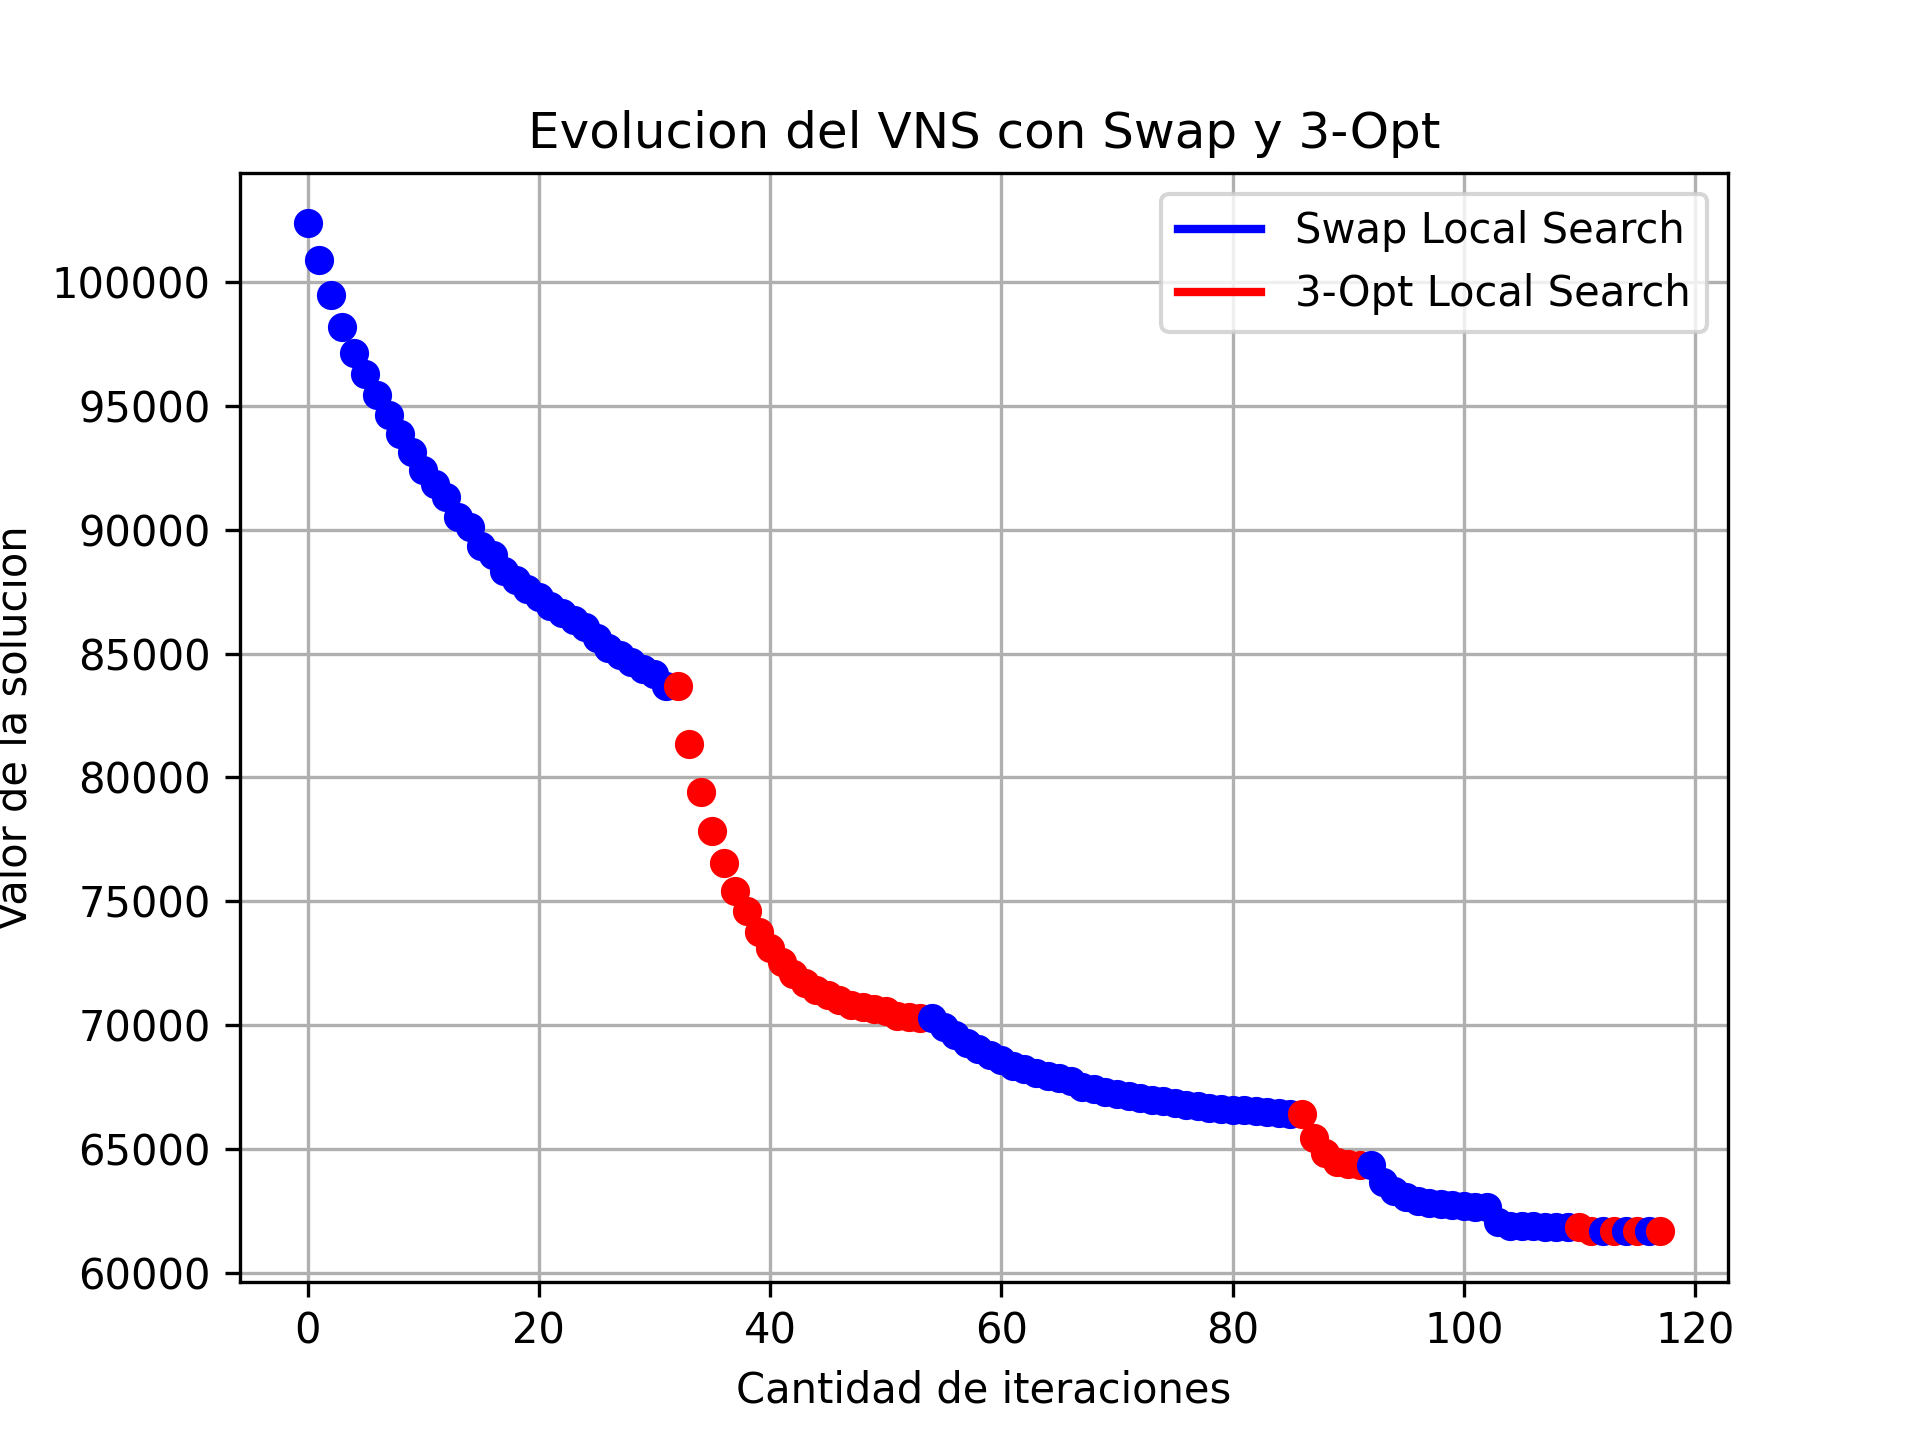 Evolucion del VNS con Swap y 3-Opt
Swap Local Search
3-Opt Local Search
Valor de la solucion
100000
95000
90000
85000
80000
75000
70000
65000
60000
0 20 40 60 80 100 120
Cantidad de iteraciones